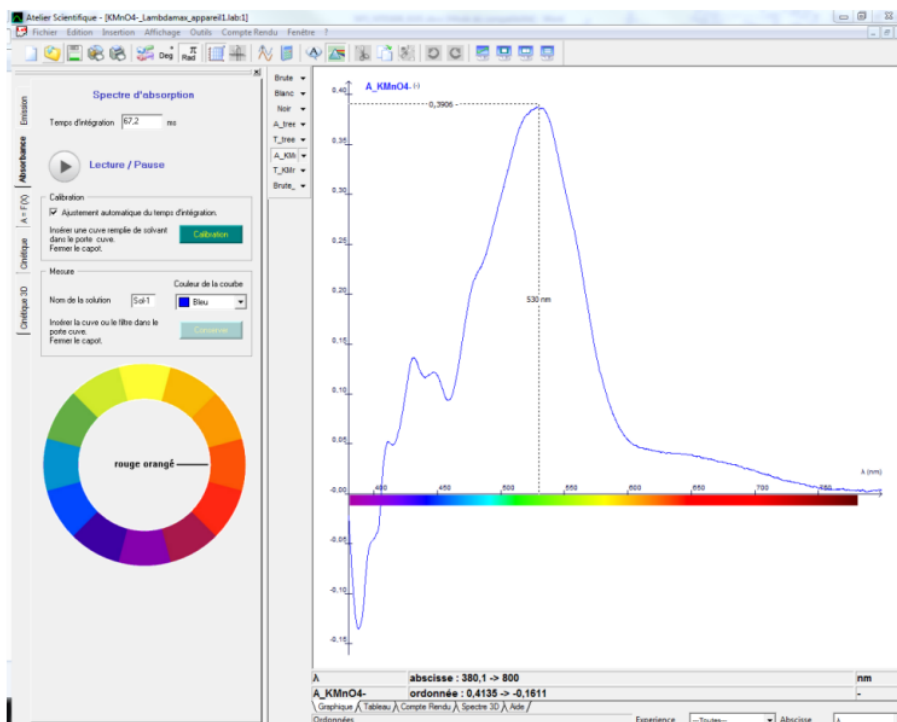 Atelier Scientifique - [KMnO4-_Lambdamax_appareil1.lab:1]
Fichier Edition Insertion Affichage Outils Compte Rendu Fenêtre ?
Deg π Rad
Spectre d'absorption
Temps d'intégration 67,2 ms
Lecture / Pause
Calibration
Ajustement automatique du temps d'intégration.
Insérer une cuve remplie de solvant
dans le porte cuve.
Fermer le capot.
Calibration
Mesure
Couleur de la courbe
Nom de la solution Sol-1 Bleu
Insérer la cuve ou le filtre dans le
porte cuve.
Fermer le capot.
Conserver
rouge orangé
Emission
Absorbance
A = F(X)
Cinétique
Cinétique 3D
Brute
Blanc
Noir
A_tree
T_tree
A_KMı
T_KMr
Brute_
A_KMnO4- (-)
0,40
0,3906
0,35
0,30
0,25
0,20
530 nm
0,15
0,10
0,05
λ (nm)
-0,00
400 450 500 550 600 650 700 750
-0,05
-0,10
-0,15
λ abscisse : 380,1 -> 800 nm
A_KMnO4- ordonnée : 0,4135 -> -0,1611 -
Graphique Tableau Compte Rendu Spectre 3D Aide
Ordonnées Experience --Toutes-- Abscisse λ